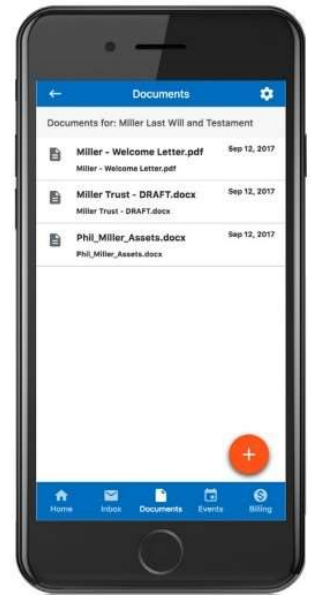 Documents
Documents for: Miller Last Will and Testament
Miller - Welcome Letter.pdf
Sep 12, 2017
Miller - Welcome Letter.pdf
Miller Trust - DRAFT.docx
Sep 12, 2017
Miller Trust - DRAFT.docx
Phil_Miller_Assets.docx
Sep 12, 2017
Phil_Miller_Assets.docx
Home Inbox Documents Events Billing